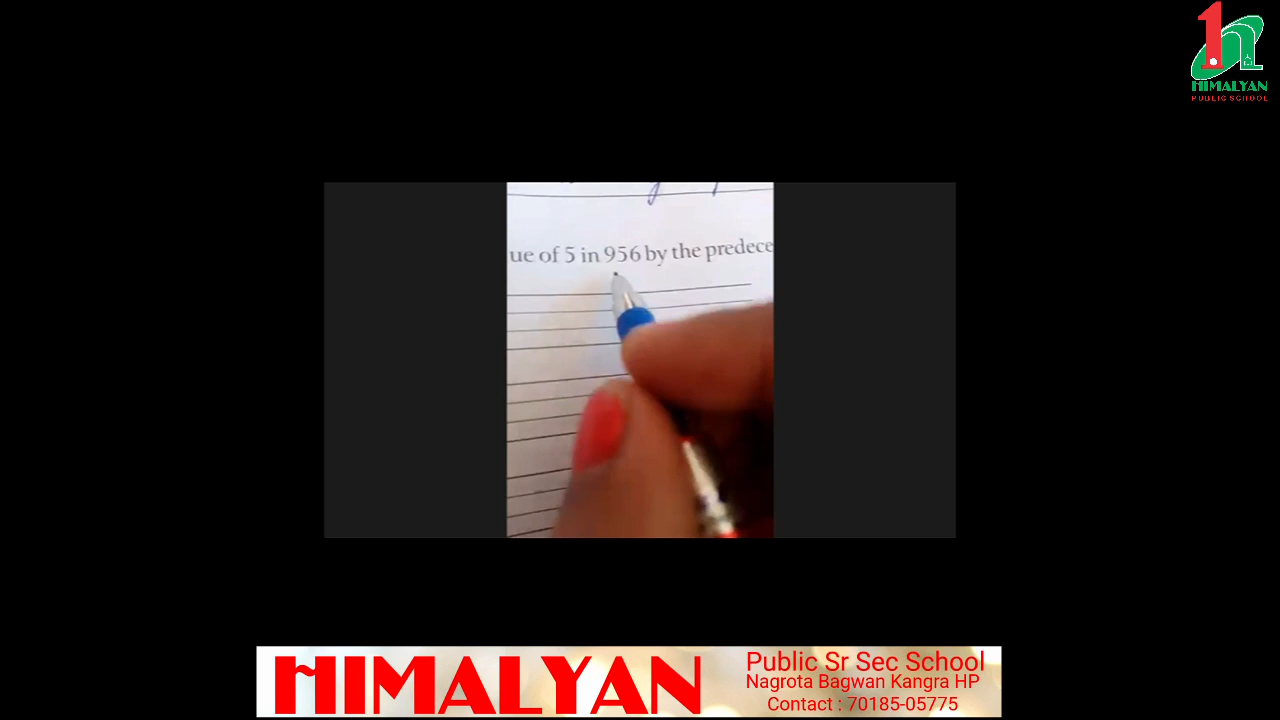 HIMALYAN
PUBLIC SCHOOL
ue of 5 in 956 by the predece
HIMALYAN
Public Sr Sec School
Nagrota Bagwan Kangra HP
Contact : 70185-05775